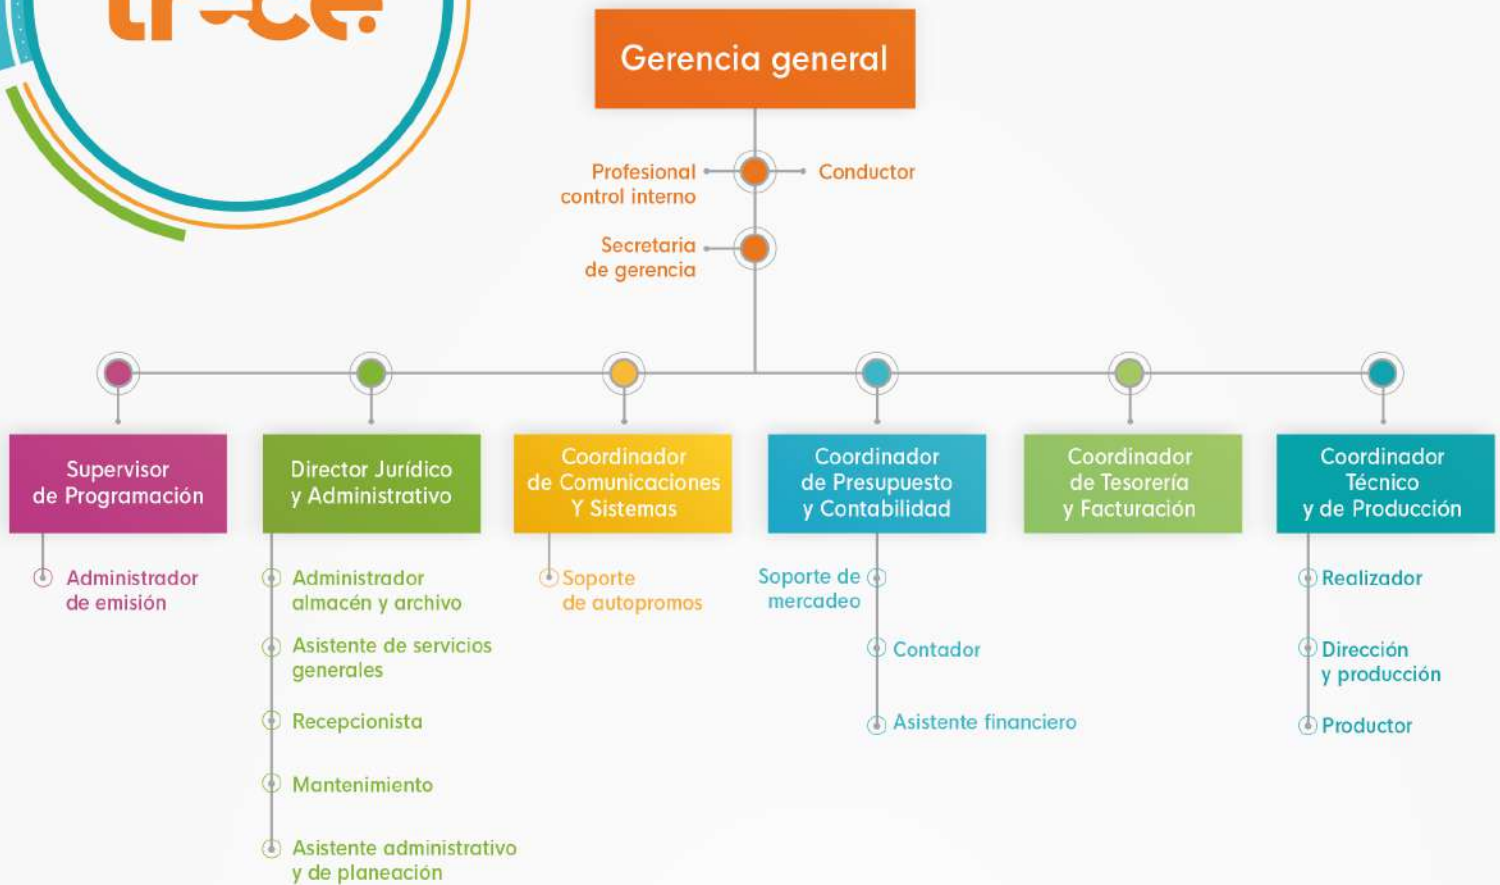 Gerencia general
Profesional
control interno
Conductor
Secretaria
de gerencia
Supervisor
de Programación
Administrador
de emisión
Director Jurídico
y Administrativo
Administrador
almacén y archivo
Asistente de servicios
generales
Recepcionista
Mantenimiento
Asistente administrativo
y de planeación
Coordinador
de Comunicaciones
Y Sistemas
Soporte
de autopromos
Coordinador
de Presupuesto
y Contabilidad
Soporte de
mercadeo
Contador
Asistente financiero
Coordinador
de Tesorería
y Facturación
Coordinador
Técnico
y de Producción
Realizador
Dirección
y producción
Productor